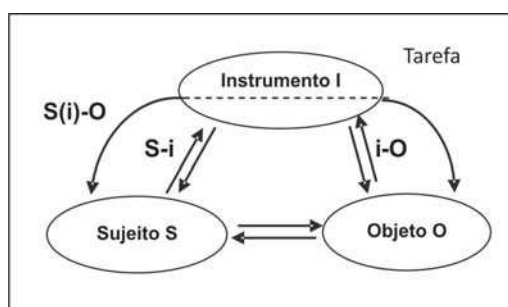 Tarefa
Instrumento I
S(i)-O
S-i
i-O
Sujeito S
Objeto O